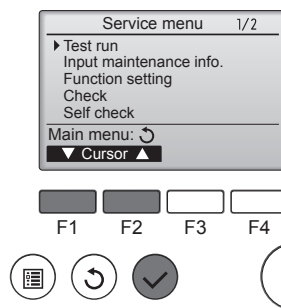 Service menu 1/2
Test run
Input maintenance info.
Function setting
Check
Self check
Main menu:
▼ Cursor ▲
F1 F2 F3 F4